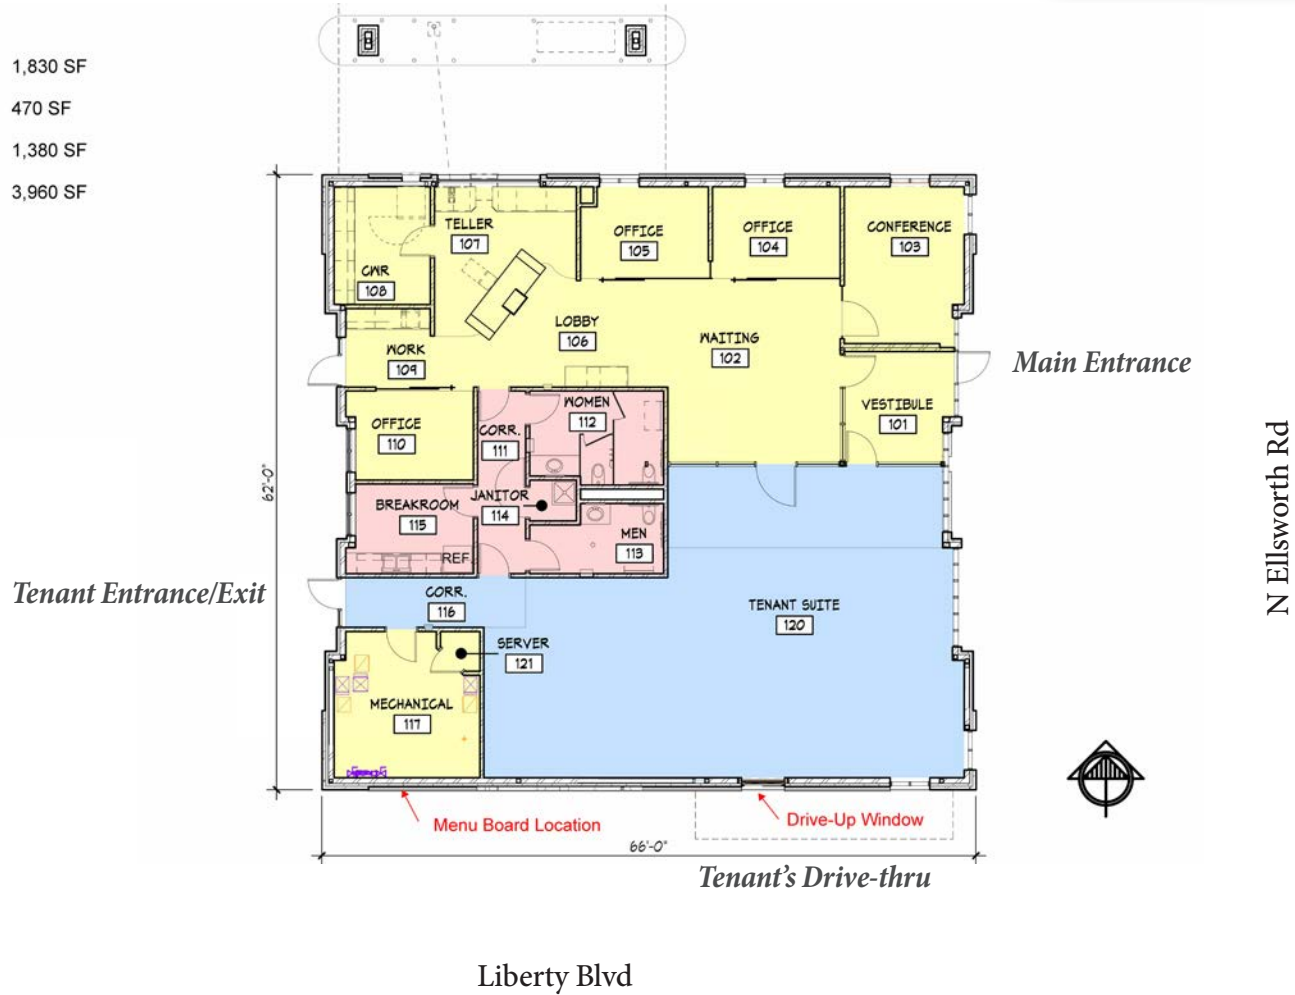 1,830 SF
470 SF
1,380 SF
3,960 SF
TELLER
107
OFFICE
105
OFFICE
104
CONFERENCE
103
CWR
108
LOBBY
106
WAITING
102
WORK
109
Main Entrance
OFFICE
110
CORR.
111
WOMEN
112
VESTIBULE
101
N Ellsworth Rd
62'-0"
BREAKROOM
115
JANITOR
114
MEN
113
REF.
Tenant Entrance/Exit
CORR.
116
TENANT SUITE
120
SERVER
121
MECHANICAL
117
Menu Board Location
Drive-Up Window
66'-0"
Tenant's Drive-thru
Liberty Blvd